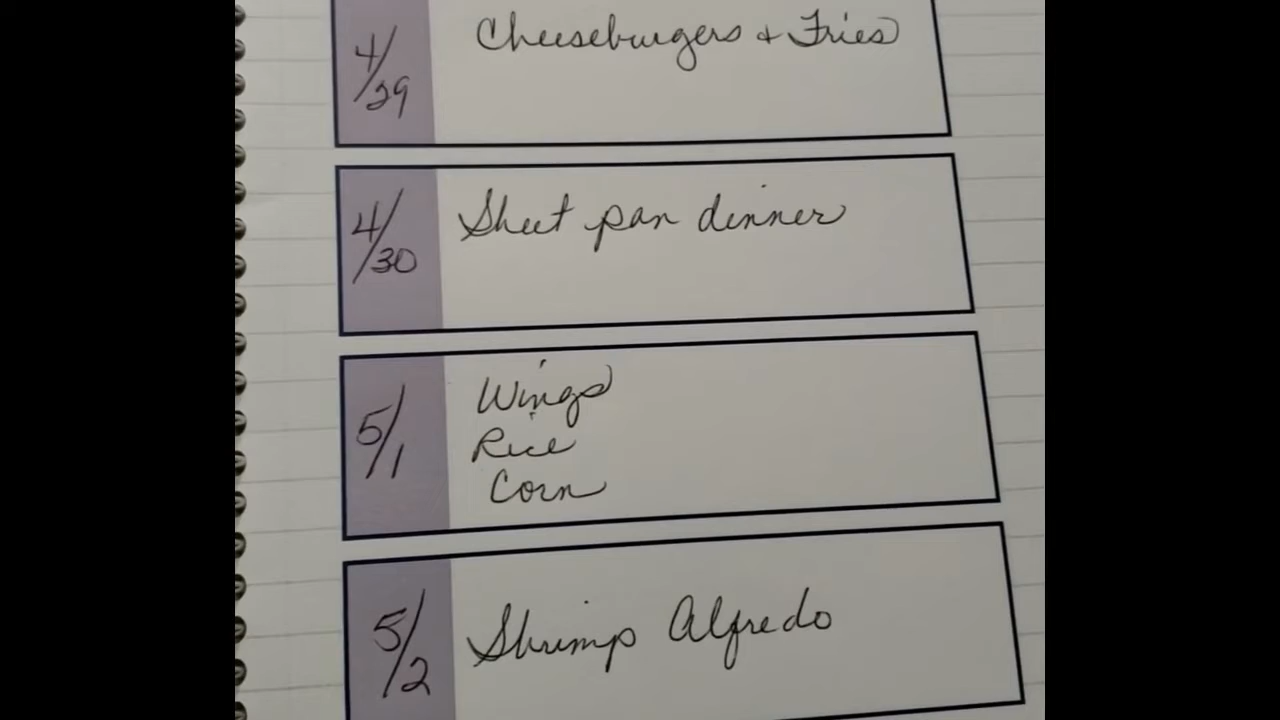 4/29 Cheeseburgers + Fries
4/30 Sheet pan dinner
5/1 Wings
Rice
Corn
5/2 Shrimp Alfredo